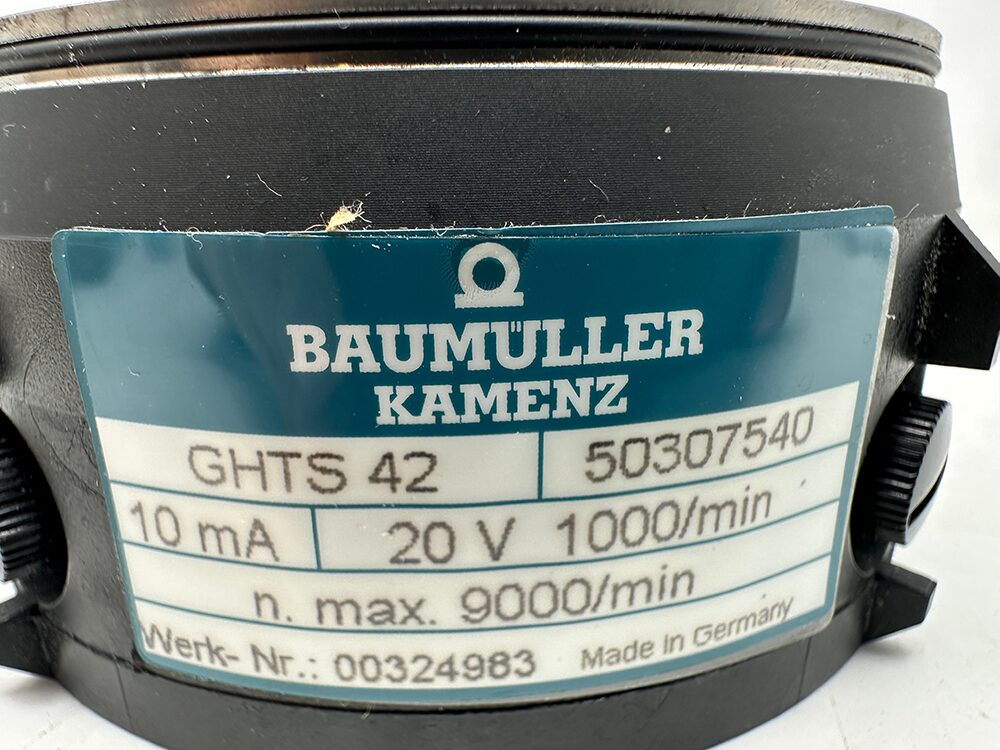 BAUMÜLLER
KAMENZ
GHTS 42 50307540
10 mA 20 V 1000/min
n. max. 9000/min
Werk- Nr.: 00324983 Made In Germany